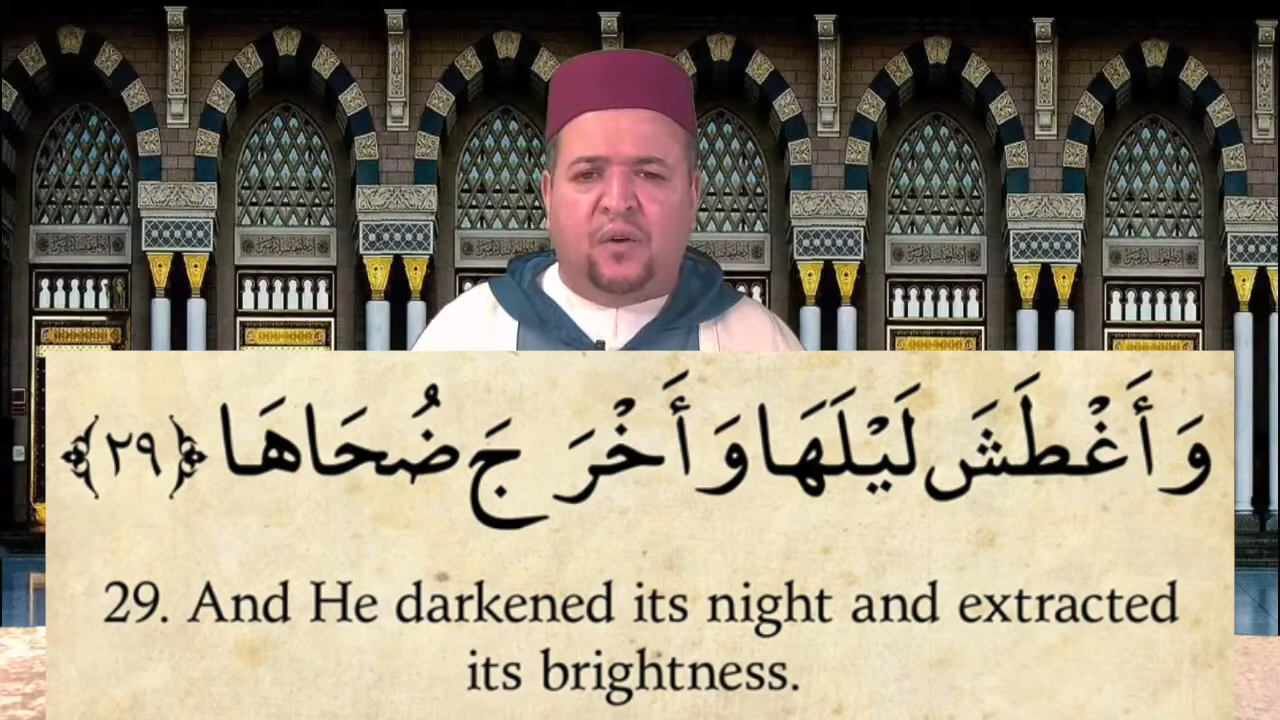 وَأَغْطَشَ لَيْلَهَا وَأَخْرَجَ ضُحَاهَا ﴿٢٩﴾
29. And He darkened its night and extracted
its brightness.